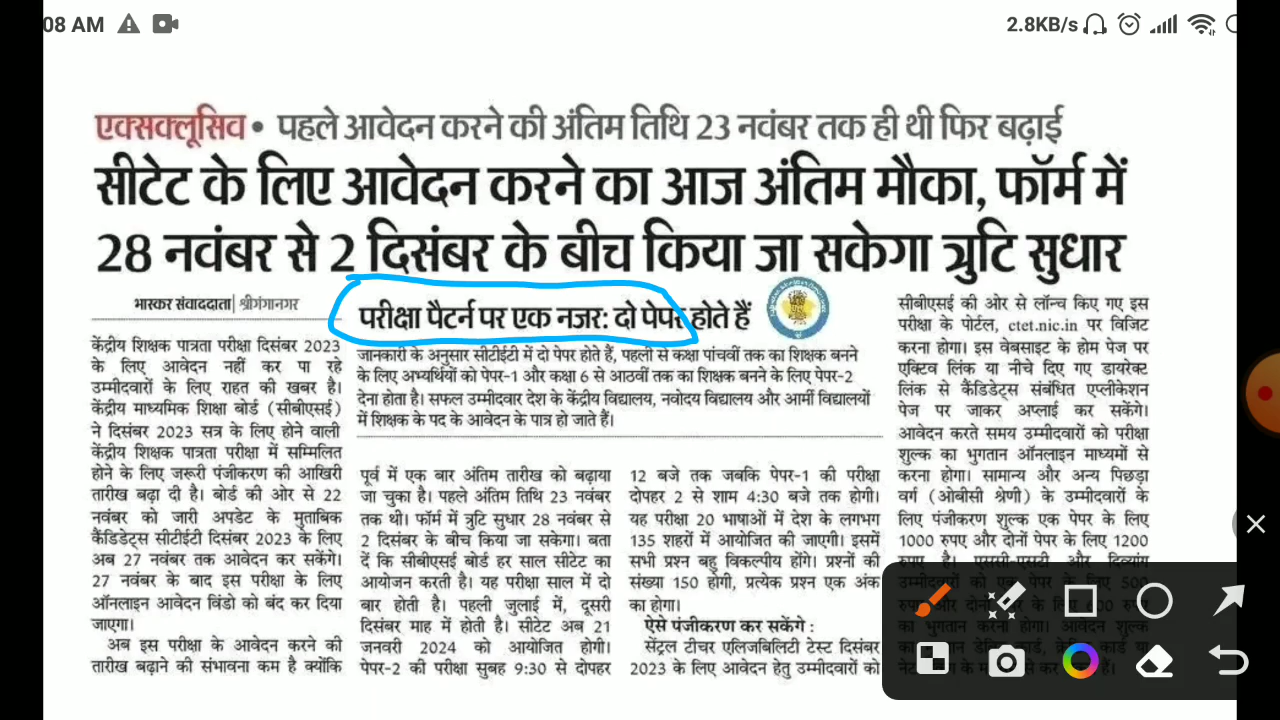 08 AM
2.8KB/s
एक्सक्लूसिव • पहले आवेदन करने की अंतिम तिथि 23 नवंबर तक ही थी फिर बढ़ाई
सीटेट के लिए आवेदन करने का आज अंतिम मौका, फॉर्म में
28 नवंबर से 2 दिसंबर के बीच किया जा सकेगा त्रुटि सुधार
भास्कर संवाददाता | श्रीगंगानगर
केंद्रीय शिक्षक पात्रता परीक्षा दिसंबर 2023
के लिए आवेदन नहीं कर पा रहे
उम्मीदवारों के लिए राहत की खबर है।
केंद्रीय माध्यमिक शिक्षा बोर्ड (सीबीएसई)
ने दिसंबर 2023 सत्र के लिए होने वाली
केंद्रीय शिक्षक पात्रता परीक्षा में सम्मिलित
होने के लिए जरूरी पंजीकरण की आखिरी
तारीख बढ़ा दी है। बोर्ड की ओर से 22
नवंबर को जारी अपडेट के मुताबिक
कैंडिडेट्स सीटीईटी दिसंबर 2023 के लिए
अब 27 नवंबर तक आवेदन कर सकेंगे।
27 नवंबर के बाद इस परीक्षा के लिए
ऑनलाइन आवेदन विंडो को बंद कर दिया
जाएगा।
अब इस परीक्षा के आवेदन करने की
तारीख बढ़ाने की संभावना कम है क्योंकि
परीक्षा पैटर्न पर एक नजर: दो पेपर होते हैं
जानकारी के अनुसार सीटीईटी में दो पेपर होते हैं, पहली से कक्षा पांचवीं तक का शिक्षक बनने
के लिए अभ्यर्थियों को पेपर-1 और कक्षा 6 से आठवीं तक का शिक्षक बनने के लिए पेपर-2
देना होता है। सफल उम्मीदवार देश के केंद्रीय विद्यालय, नवोदय विद्यालय और आर्मी विद्यालयों
में शिक्षक के पद के आवेदन के पात्र हो जाते हैं।
पूर्व में एक बार अंतिम तारीख को बढ़ाया
जा चुका है। पहले अंतिम तिथि 23 नवंबर
तक थी। फॉर्म में त्रुटि सुधार 28 नवंबर से
2 दिसंबर के बीच किया जा सकेगा। बता
दें कि सीबीएसई बोर्ड हर साल सीटेट का
आयोजन करती है। यह परीक्षा साल में दो
बार होती है। पहली जुलाई में, दूसरी
दिसंबर माह में होती है। सीटेट अब 21
जनवरी 2024 को आयोजित होगी।
पेपर-2 की परीक्षा सुबह 9:30 से दोपहर
12 बजे तक जबकि पेपर-1 की परीक्षा
दोपहर 2 से शाम 4:30 बजे तक होगी।
यह परीक्षा 20 भाषाओं में देश के लगभग
135 शहरों में आयोजित की जाएगी। इसमें
सभी प्रश्न बहु विकल्पीय होंगे। प्रश्नों की
संख्या 150 होगी, प्रत्येक प्रश्न एक अंक
का होगा।
ऐसे पंजीकरण कर सकेंगे :
सेंट्रल टीचर एलिजबिलिटी टेस्ट दिसंबर
2023 के लिए आवेदन हेतु उम्मीदवारों को
सीबीएसई की ओर से लॉन्च किए गए इस
परीक्षा के पोर्टल, ctet.nic.in पर विजिट
करना होगा। इस वेबसाइट के होम पेज पर
एक्टिव लिंक या नीचे दिए गए डायरेक्ट
लिंक से कैंडिडेट्स संबंधित एप्लीकेशन
पेज पर जाकर अप्लाई कर सकेंगे।
आवेदन करते समय उम्मीदवारों को परीक्षा
शुल्क का भुगतान ऑनलाइन माध्यमों से
करना होगा। सामान्य और अन्य पिछड़ा
वर्ग (ओबीसी श्रेणी) के उम्मीदवारों के
लिए पंजीकरण शुल्क एक पेपर के लिए
1000 रुपए और दोनों पेपर के लिए 1200
रुपए है। एससी-एसटी और दिव्यांग
उम्मीदवारों को एक पेपर के लिए 500